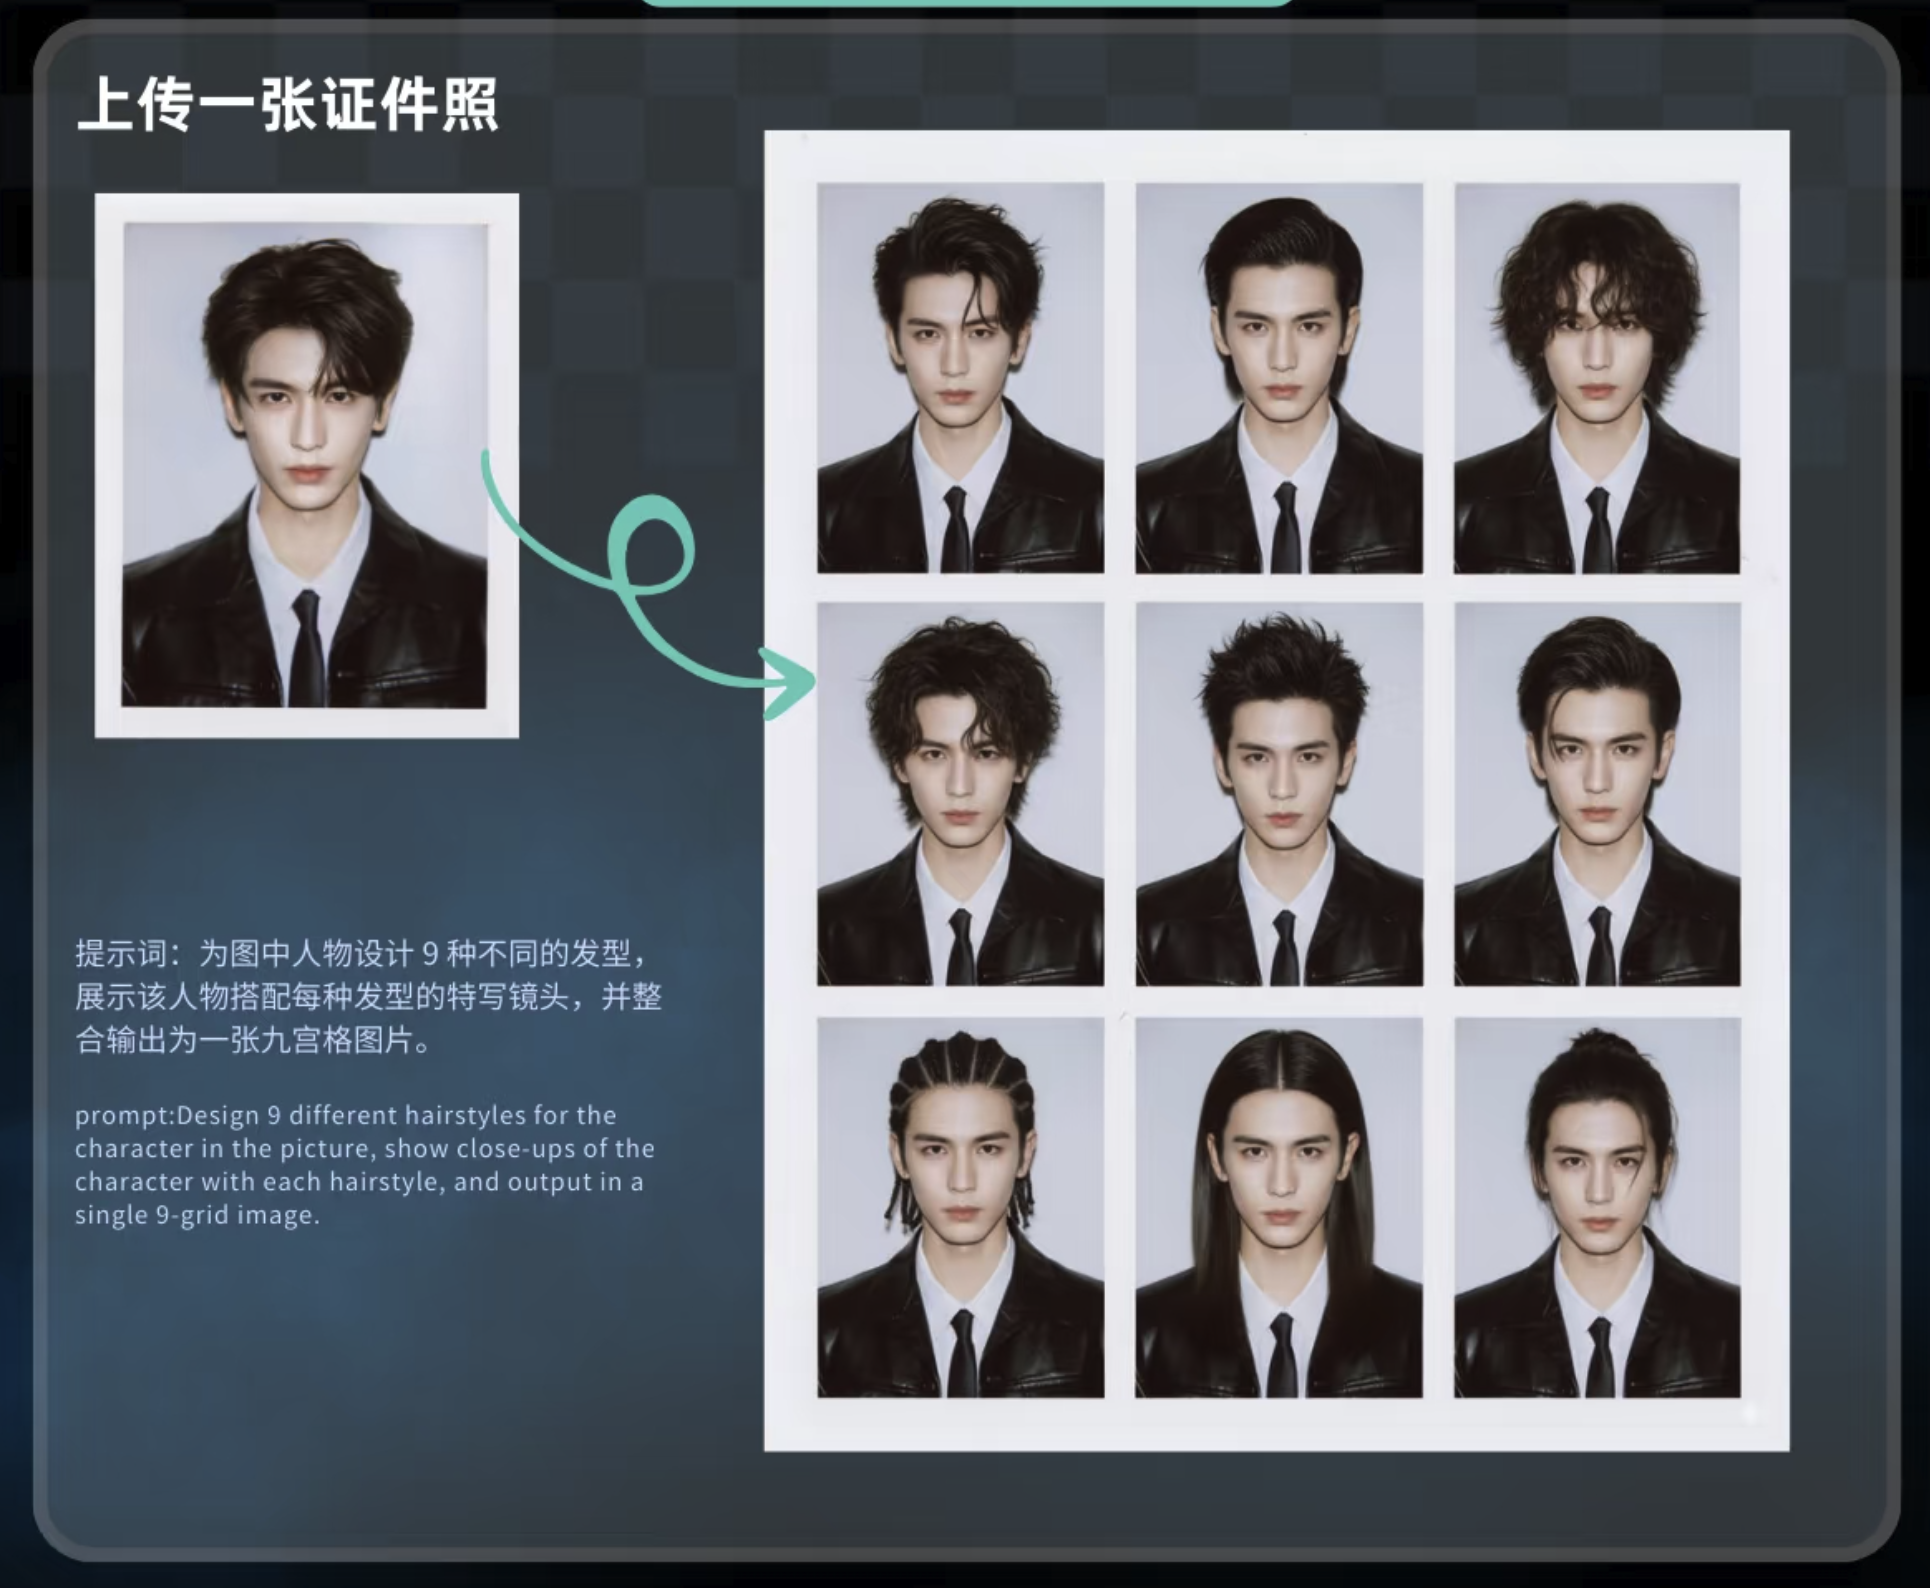 上传一张证件照
提示词：为图中人物设计 9 种不同的发型，
展示该人物搭配每种发型的特写镜头，并整
合输出为一张九宫格图片。
prompt:Design 9 different hairstyles for the
character in the picture, show close-ups of the
character with each hairstyle, and output in a
single 9-grid image.